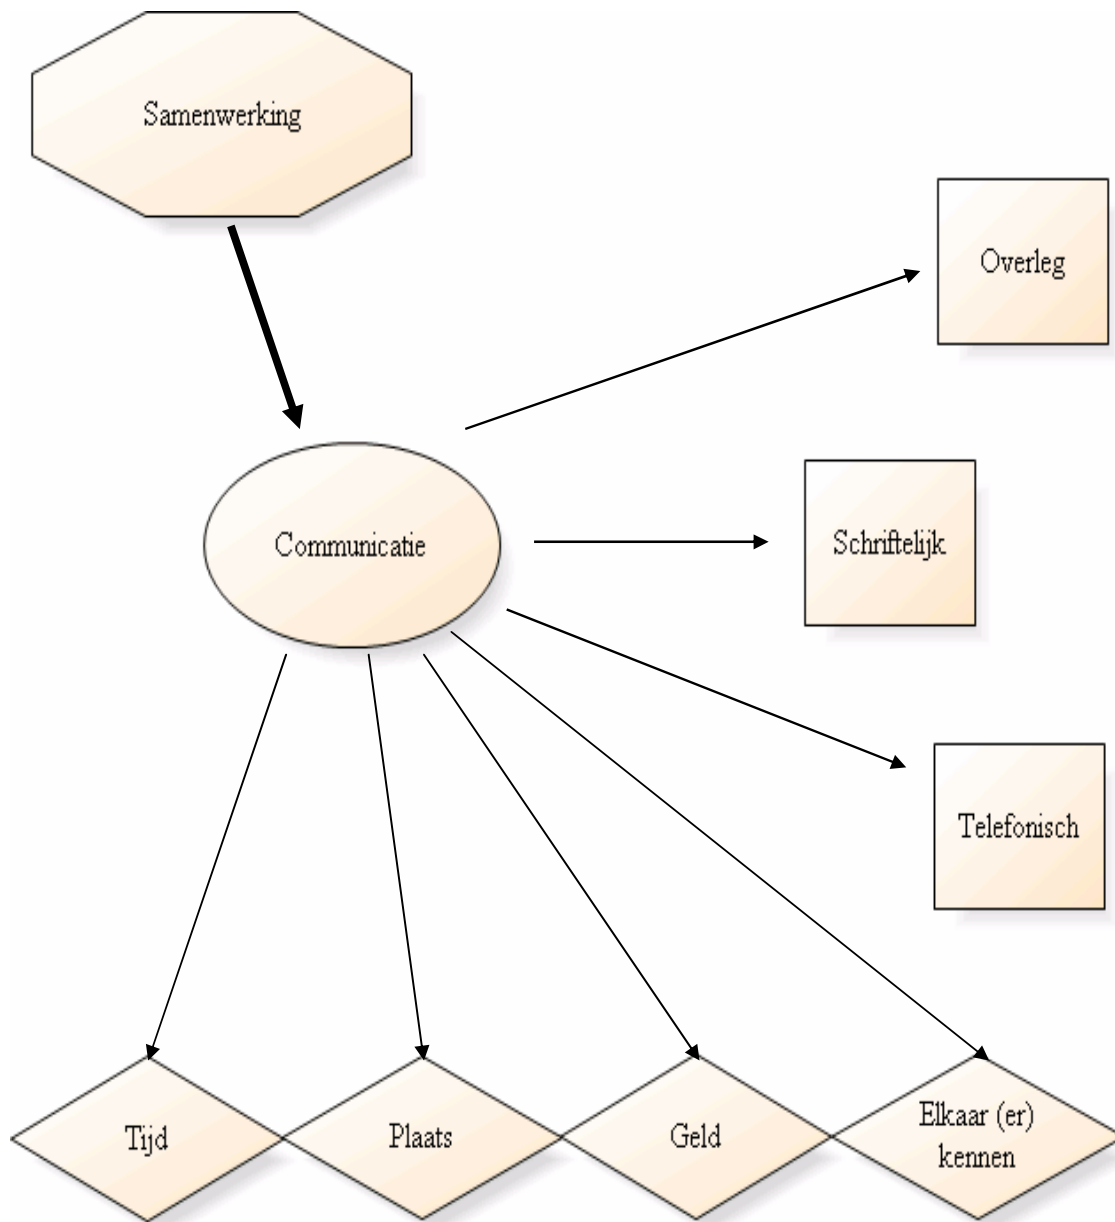 Samenwerking
Overleg
Communicatie
Schriftelijk
Telefonisch
Tijd
Plaats
Geld
Elkaar (er)
kennen